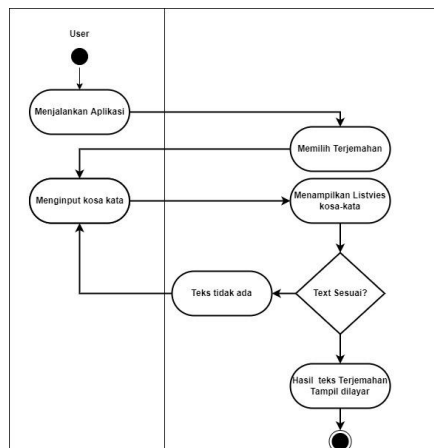 User
Menjalankan Aplikasi
Memilih Terjemahan
Menginput kosa kata
Menampilkan Listvies
kosa-kata
Teks tidak ada
Text Sesuai?
Hasil teks Terjemahan
Tampil dilayar